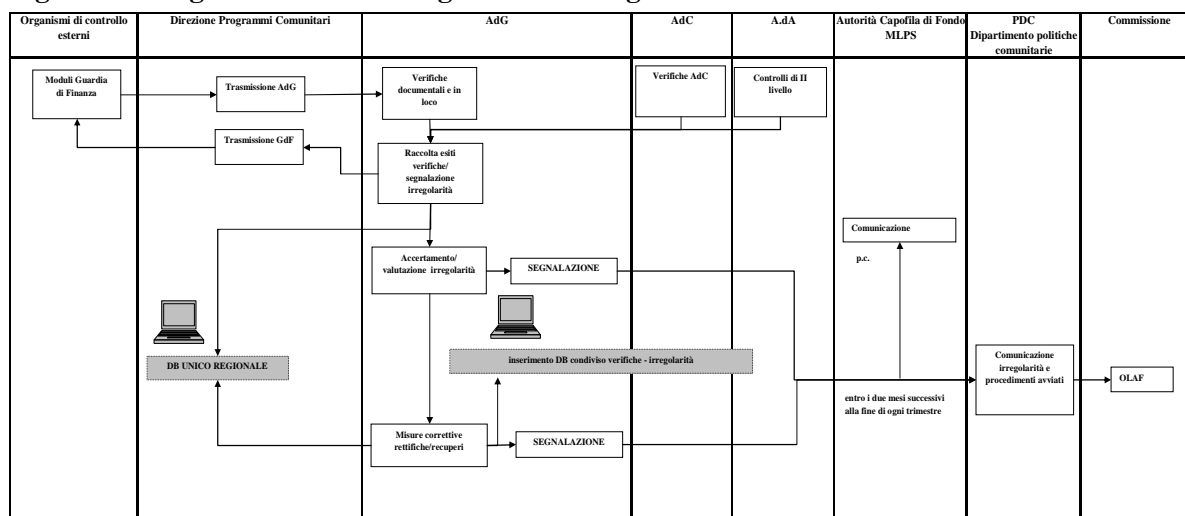 Organismi di controllo
esterni
Direzione Programmi Comunitari
AdG
AdC
A.dA
Autorità Capofila di Fondo
MLPS
PDC
Dipartimento politiche
comunitarie
Commissione
Moduli Guardia
di Finanza
Trasmissione AdG
Verifiche
documentali e in
loco
Verifiche AdC
Controlli di II
livello
Trasmissione GdF
Raccolta esiti
verifiche/
segnalazione
irregolarità
Comunicazione
p.c.
Accertamento/
valutazione irregolarità
SEGNALAZIONE
DB UNICO REGIONALE
inserimento DB condiviso verifiche - irregolarità
Comunicazione
irregolarità e
procedimenti avviati
OLAF
entro i due mesi successivi
alla fine di ogni trimestre
Misure correttive
rettifiche/recuperi
SEGNALAZIONE